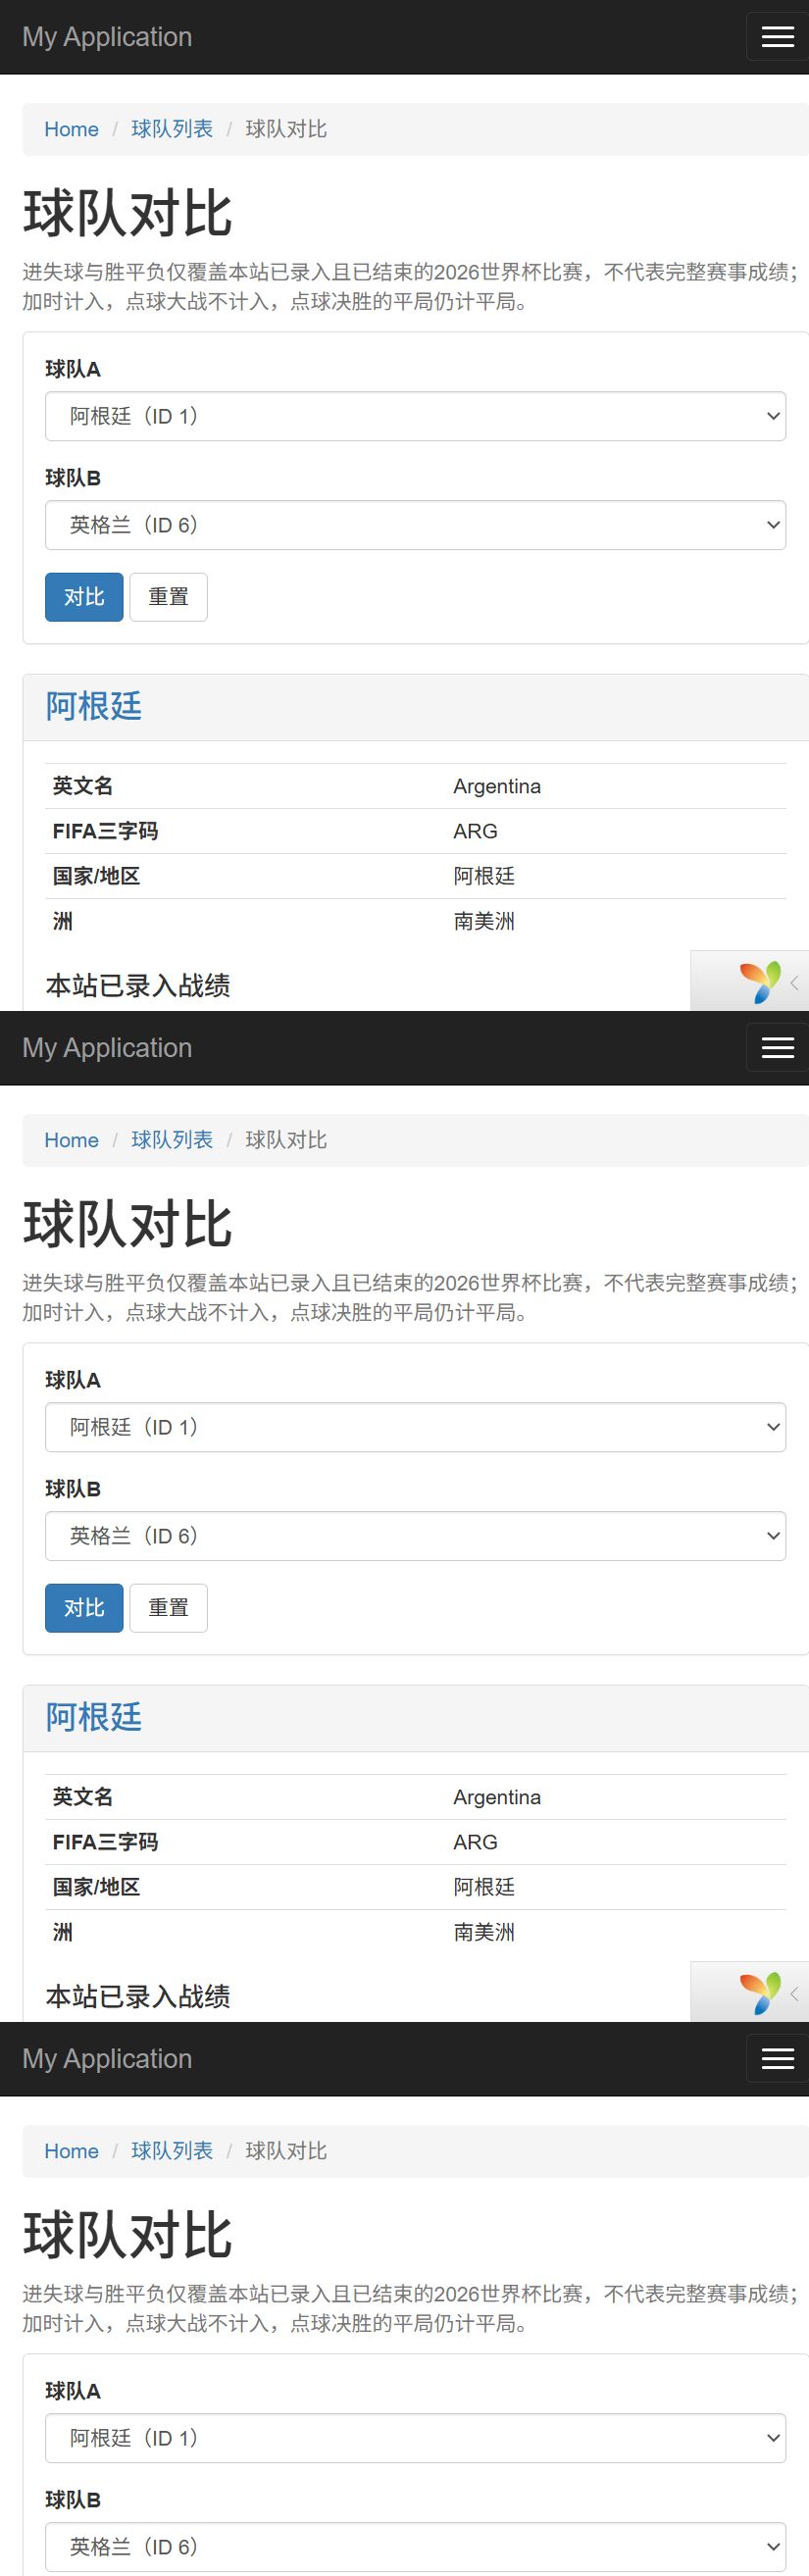 My Application
Home / 球队列表 / 球队对比
球队对比
进失球与胜平负仅覆盖本站已录入且已结束的2026世界杯比赛，不代表完整赛事成绩；
加时计入，点球大战不计入，点球决胜的平局仍计平局。
球队A
阿根廷（ID 1）
球队B
英格兰（ID 6）
对比 重置
阿根廷
英文名 Argentina
FIFA三字码 ARG
国家/地区 阿根廷
洲 南美洲
本站已录入战绩
My Application
Home / 球队列表 / 球队对比
球队对比
进失球与胜平负仅覆盖本站已录入且已结束的2026世界杯比赛，不代表完整赛事成绩；
加时计入，点球大战不计入，点球决胜的平局仍计平局。
球队A
阿根廷（ID 1）
球队B
英格兰（ID 6）
对比 重置
阿根廷
英文名 Argentina
FIFA三字码 ARG
国家/地区 阿根廷
洲 南美洲
本站已录入战绩
My Application
Home / 球队列表 / 球队对比
球队对比
进失球与胜平负仅覆盖本站已录入且已结束的2026世界杯比赛，不代表完整赛事成绩；
加时计入，点球大战不计入，点球决胜的平局仍计平局。
球队A
阿根廷（ID 1）
球队B
英格兰（ID 6）